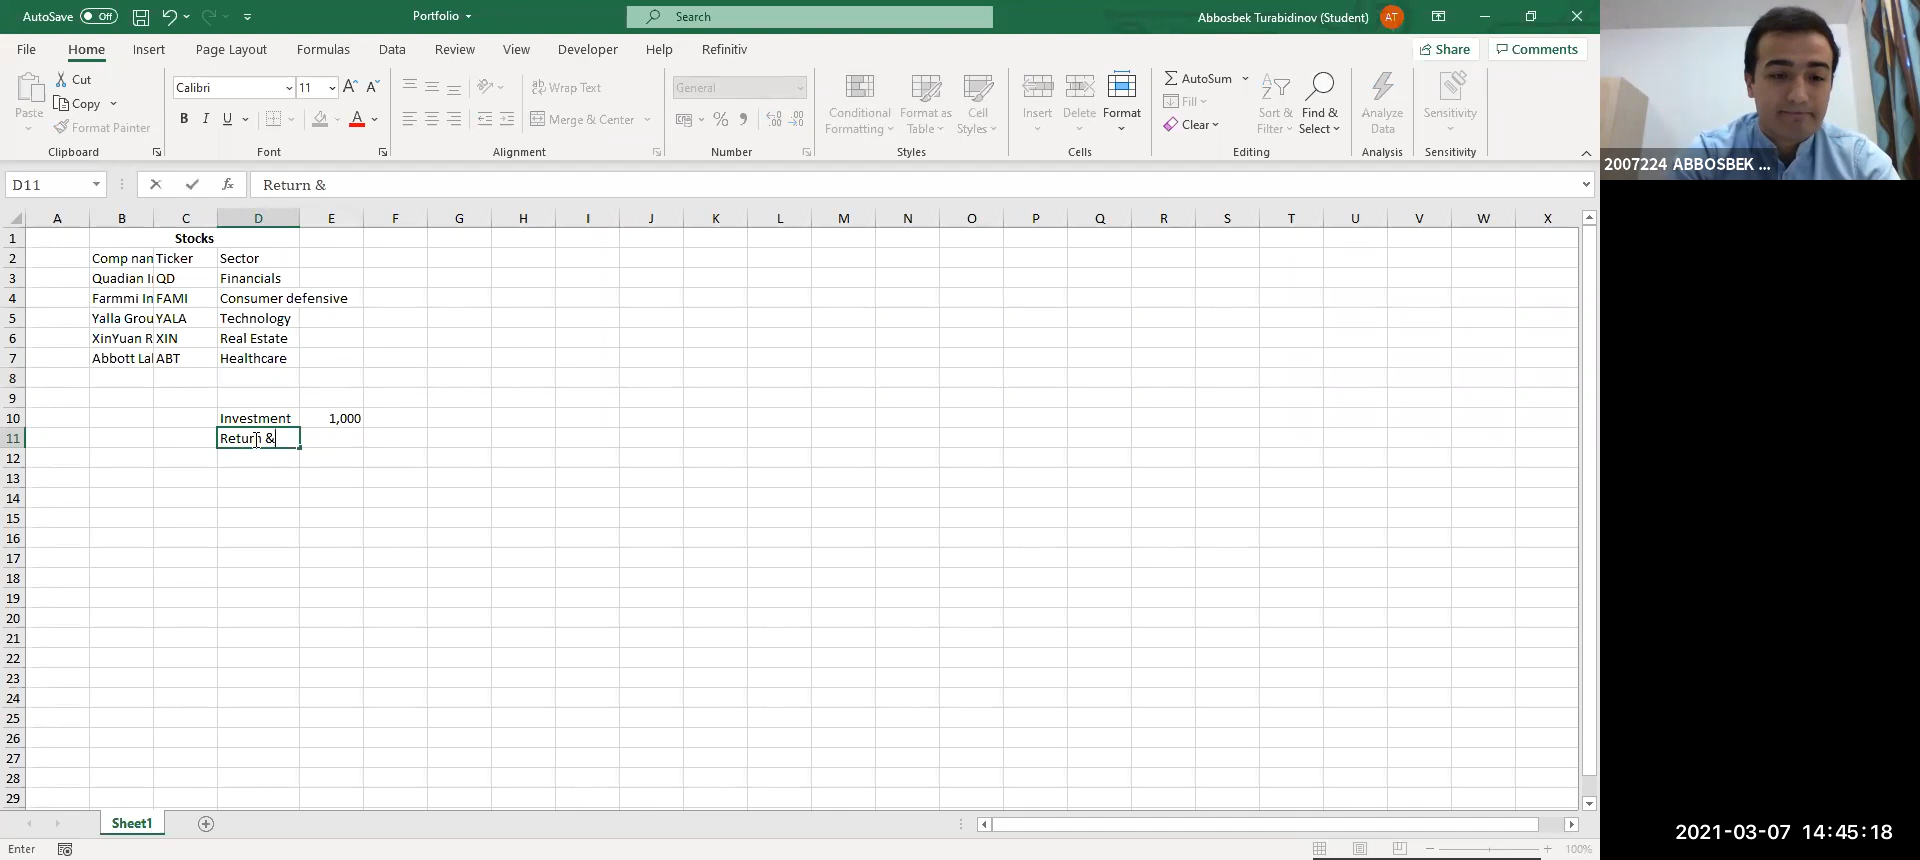 AutoSave Off Portfolio Search Abbosbek Turabidinov (Student) AT
File Home Insert Page Layout Formulas Data Review View Developer Help Refinitiv Share Comments
Paste Cut Copy Format Painter Clipboard
Calibri 11 A A B I U A Font
ab Wrap Text Merge & Center Alignment
General % Number
Conditional Formatting Format as Table Cell Styles Styles
Insert Delete Format Cells
AutoSum Fill Clear Sort & Filter Find & Select Editing
Analyze Data Analysis
Sensitivity Sensitivity
2007224 ABBOSBEK ...
D11 fx Return &
A B C D E F G H I J K L M N O P Q R S T U V W X
1 Stocks
2 Comp nan Ticker Sector
3 Quadian I QD Financials
4 Farmmi In FAMI Consumer defensive
5 Yalla Grou YALA Technology
6 XinYuan R XIN Real Estate
7 Abbott Lal ABT Healthcare
8
9
10 Investment 1,000
11 Return &
12
13
14
15
16
17
18
19
20
21
22
23
24
25
26
27
28
29
Sheet1
Enter 100%
2021-03-07 14:45:18